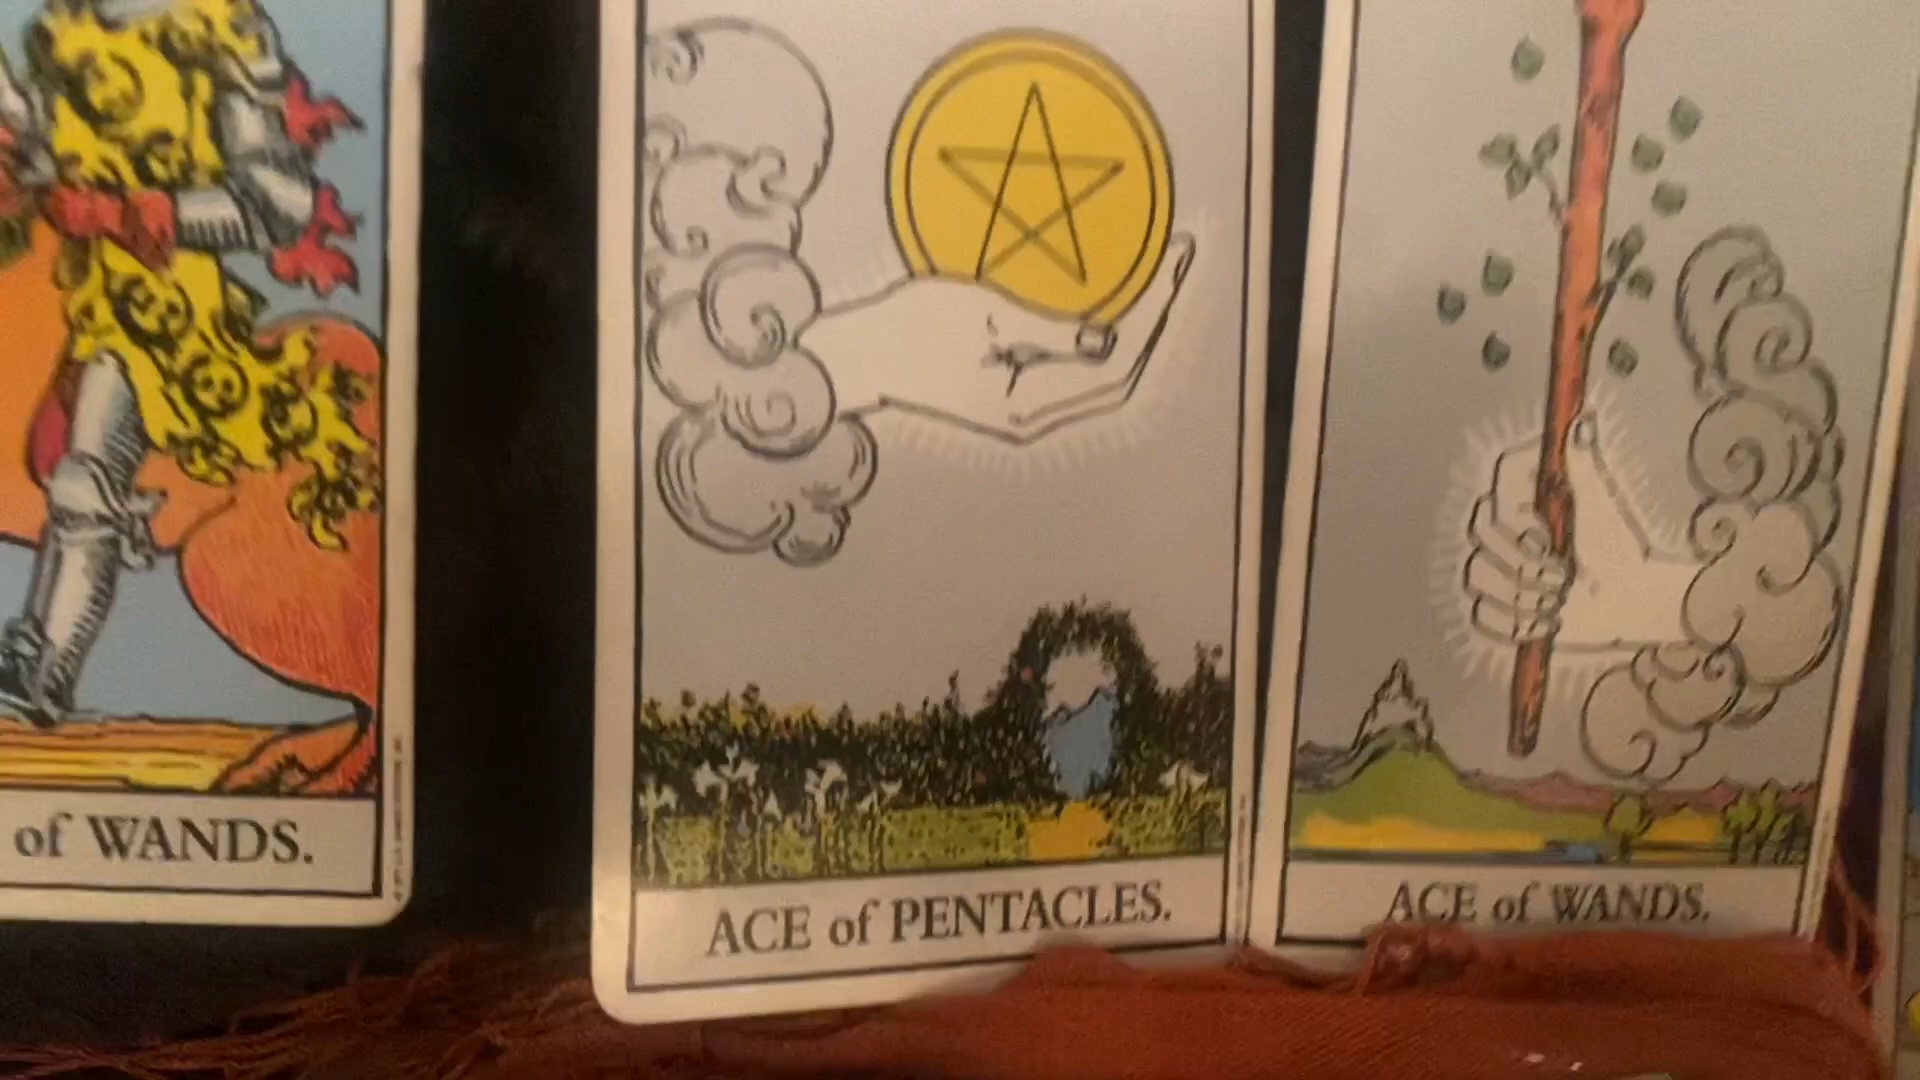 of WANDS.
ACE of PENTACLES.
ACE of WANDS.